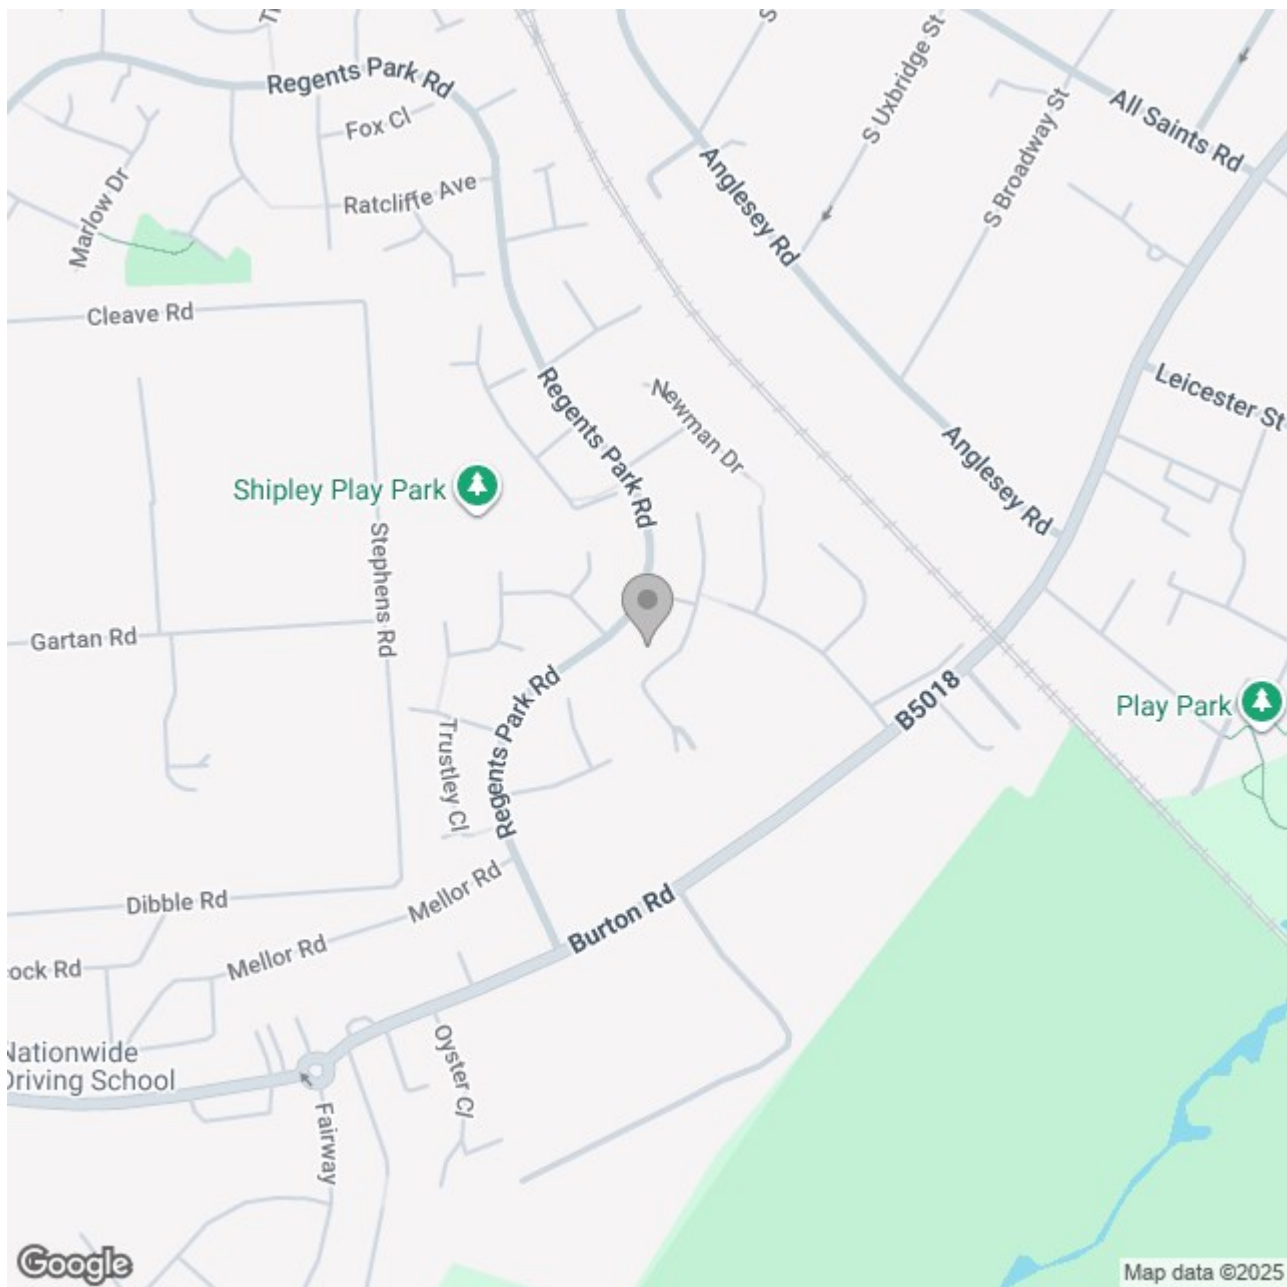 Regents Park Rd
S Uxbridge St
Fox Cl
All Saints Rd
S Broadway St
Anglesey Rd
Ratcliffe Ave
Marlow Dr
Cleave Rd
Leicester St
Newman Dr
Regents Park Rd
Anglesey Rd
Shipley Play Park
Stephens Rd
Gartan Rd
B5018
Play Park
Regents Park Rd
Trustley Cl
Dibble Rd
Mellor Rd
Burton Rd
Mellor Rd
cock Rd
Nationwide
Driving School
Oyster Cl
Fairway
Google
Map data ©2025